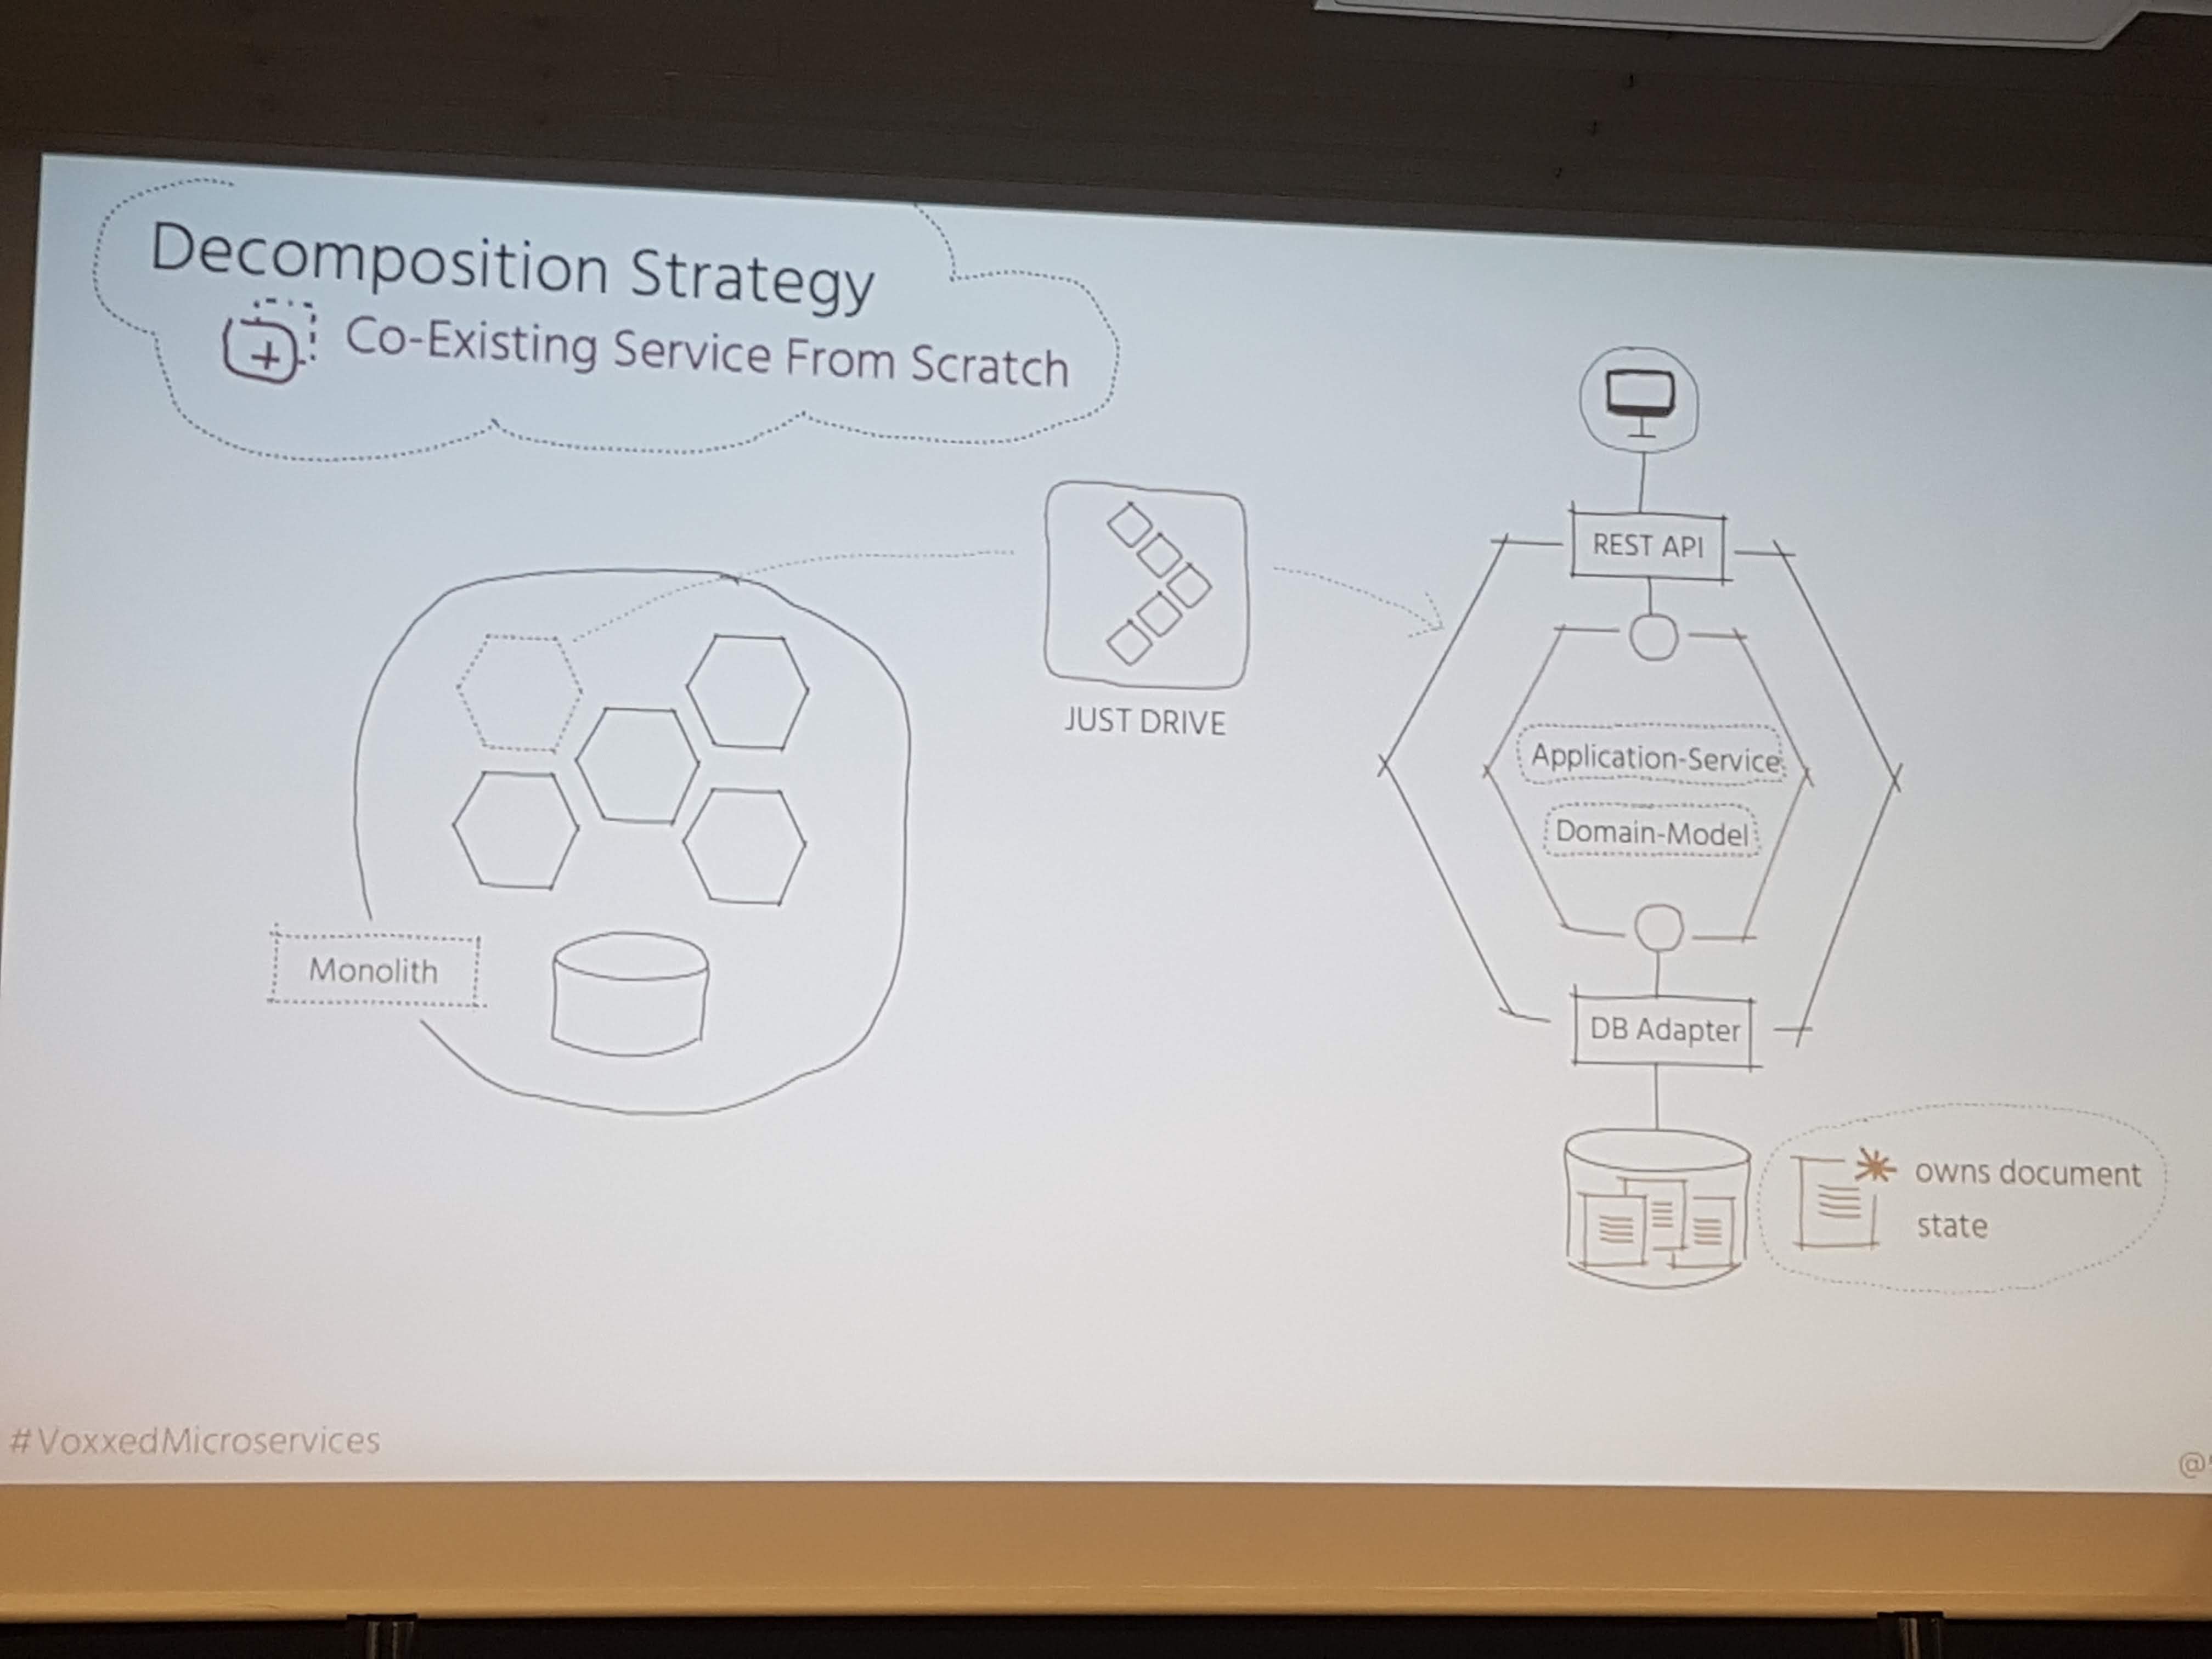 Decomposition Strategy
Co-Existing Service From Scratch
REST API
JUST DRIVE
Application-Service
Domain-Model
Monolith
DB Adapter
owns document
state
#VoxxedMicroservices
@